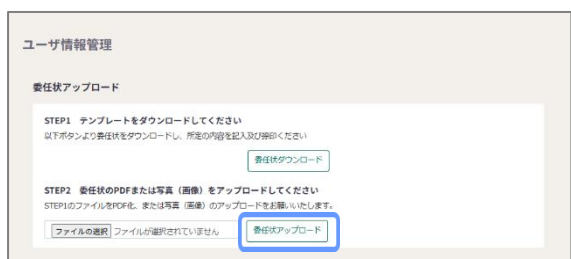 ユーザ情報管理
委任状アップロード
STEP1 テンプレートをダウンロードしてください
以下ボタンより委任状をダウンロードし、所定の内容を記入及び押印ください
委任状ダウンロード
STEP2 委任状のPDFまたは写真（画像）をアップロードしてください
STEP1のファイルをPDF化、または写真（画像）のアップロードをお願いいたします。
ファイルの選択 ファイルが選択されていません 委任状アップロード